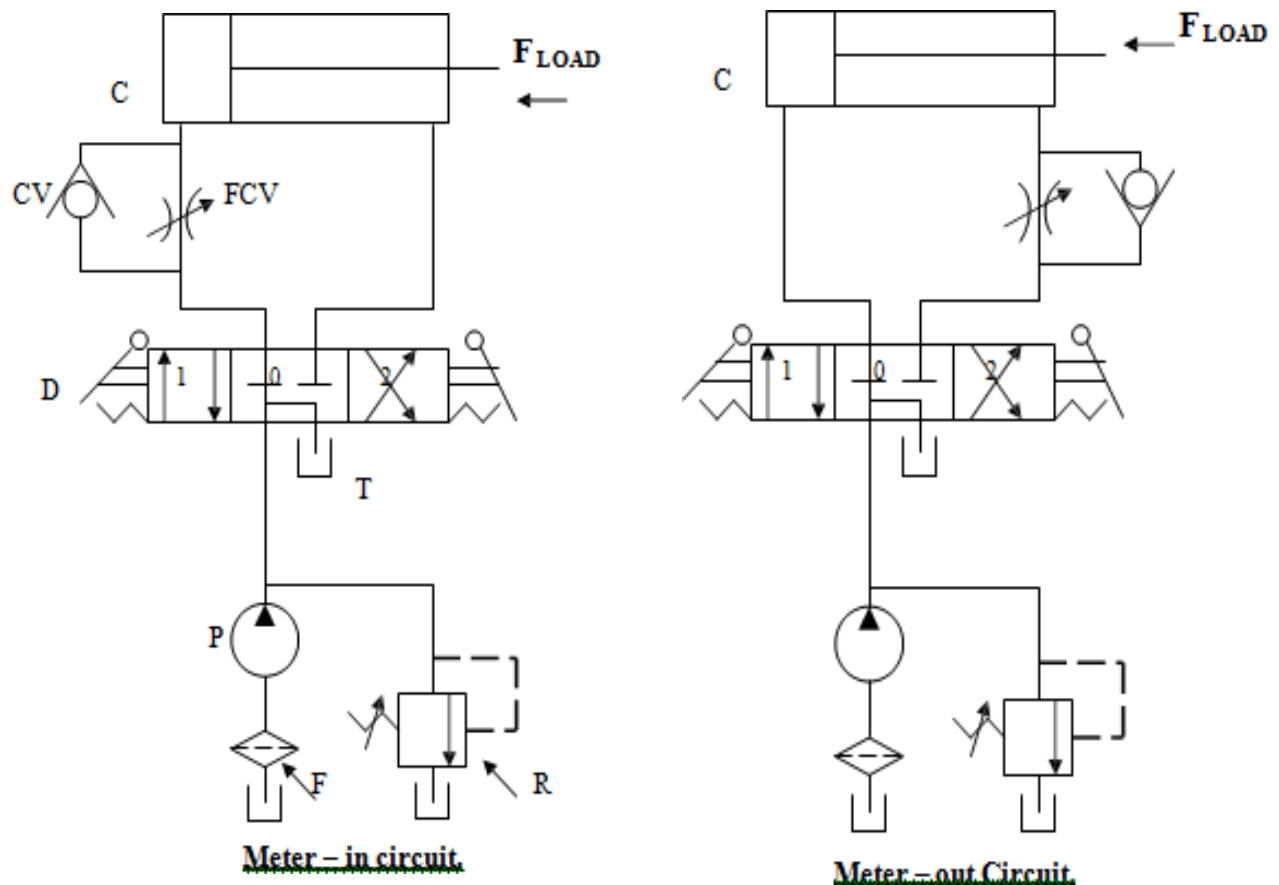 F LOAD
C
CV
FCV
D
1
0
2
T
P
F
R
Meter – in circuit.
F LOAD
C
1
0
2
Meter – out Circuit.